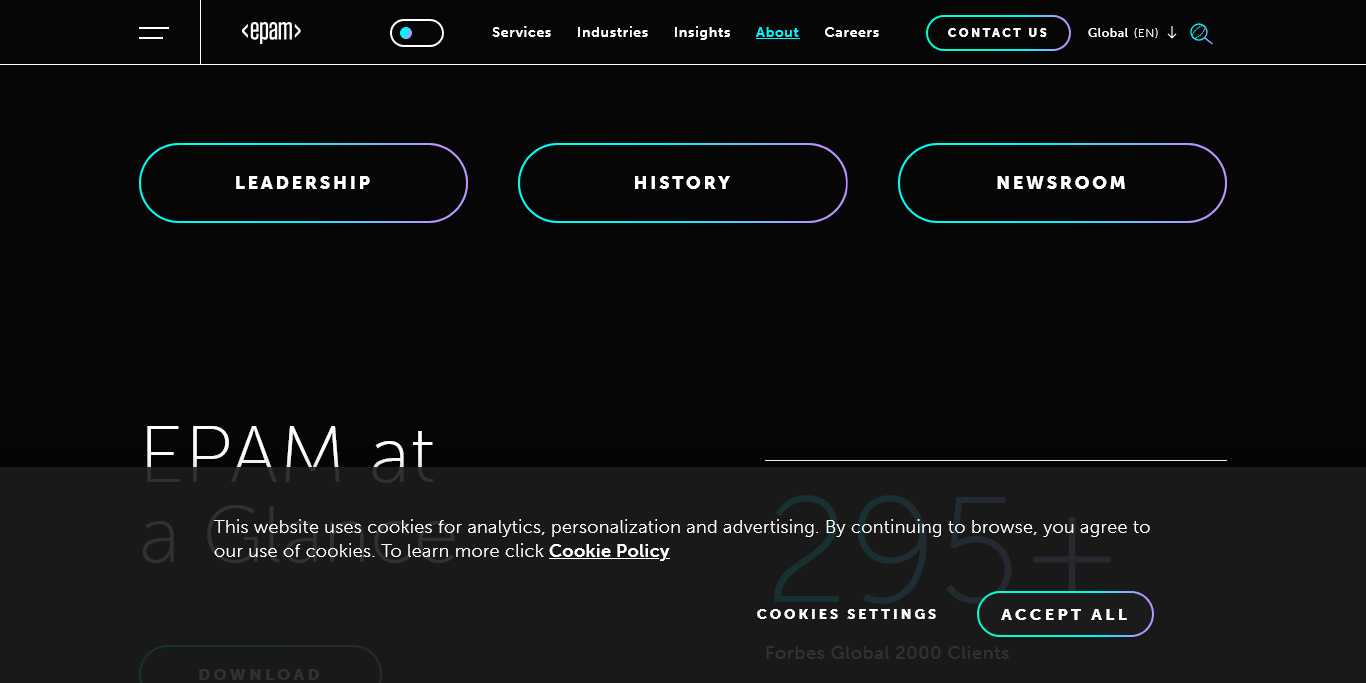 <epam>
Services
Industries
Insights
About
Careers
CONTACT US
Global (EN)
LEADERSHIP
HISTORY
NEWSROOM
EPAM at
a Glance
295+
Forbes Global 2000 Clients
DOWNLOAD
This website uses cookies for analytics, personalization and advertising. By continuing to browse, you agree to
our use of cookies. To learn more click Cookie Policy
COOKIES SETTINGS
ACCEPT ALL